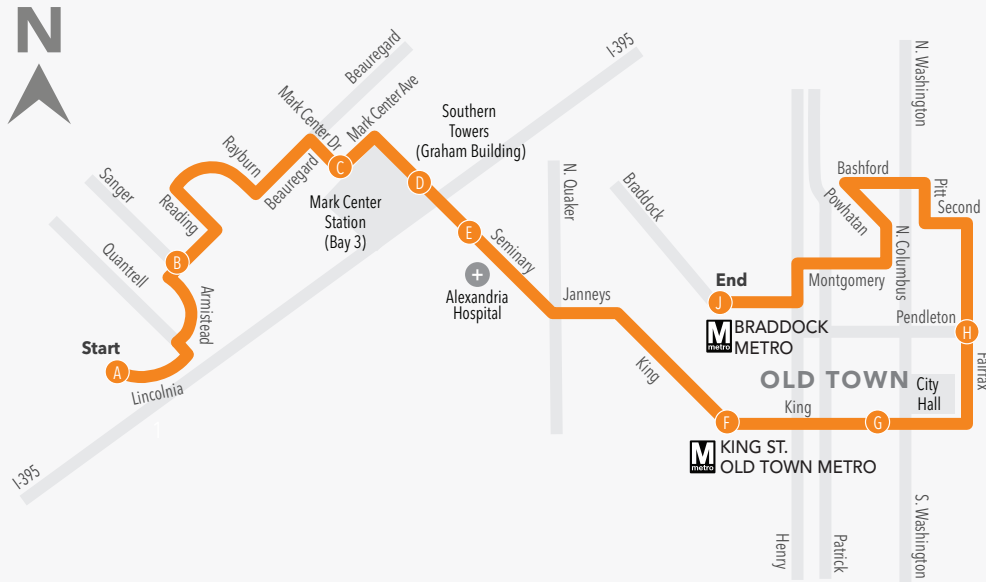 N
Beauregard
I-395
N. Washington
Mark Center Dr
Mark Center Ave
Southern
Towers
(Graham Building)
Rayburn
Beauregard
C
D
Sanger
Reading
Mark Center
Station
(Bay 3)
N. Quaker
Braddock
Bashford
Pitt
Second
Powhatan
N. Columbus
Quantrell
B
E
Seminary
Armistead
Alexandria
Hospital
Janneys
End
J
Montgomery
M
metro
BRADDOCK
METRO
Pendleton
H
Start
A
Lincolnia
King
OLD TOWN
City
Hall
Fairfax
King
F
G
M
metro
KING ST.
OLD TOWN METRO
I-395
Henry
Patrick
S. Washington